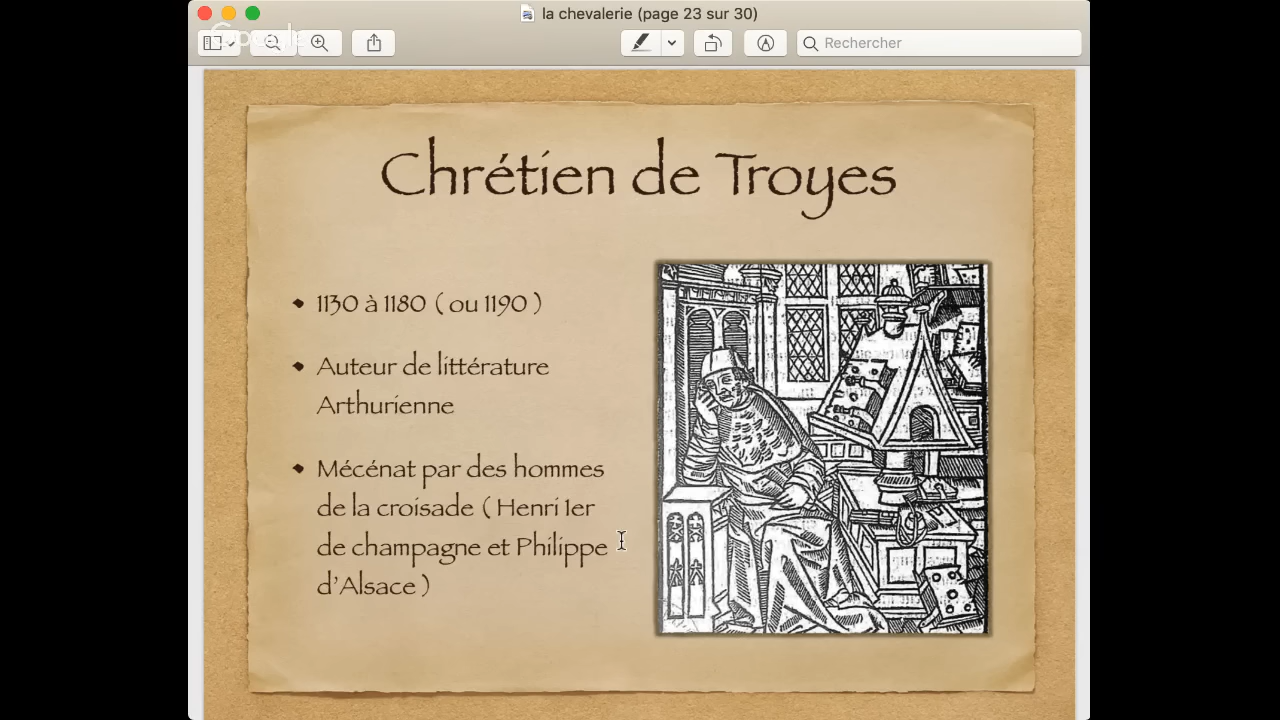 la chevalerie (page 23 sur 30)
Google
Rechercher
Chrétien de Troyes
• 1130 à 1180 ( ou 1190 )
• Auteur de littérature
Arthurienne
• Mécénat par des hommes
de la croisade ( Henri 1er
de champagne et Philippe
d'Alsace )